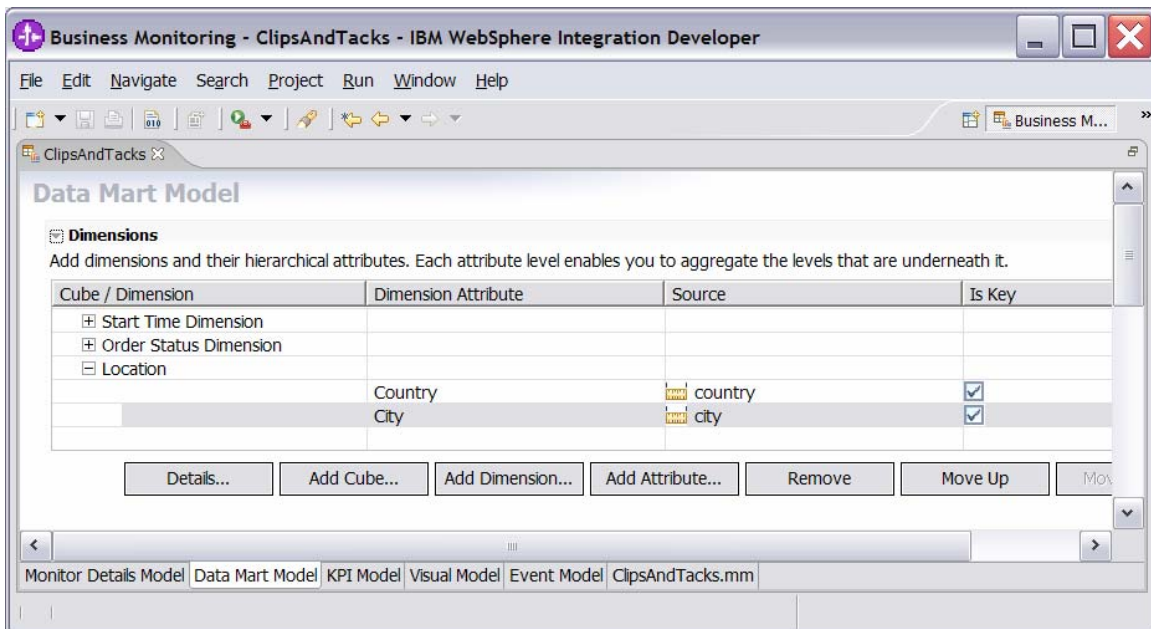 Business Monitoring - ClipsAndTacks - IBM WebSphere Integration Developer
File Edit Navigate Search Project Run Window Help
Business M... »
ClipsAndTacks
Data Mart Model
Dimensions
Add dimensions and their hierarchical attributes. Each attribute level enables you to aggregate the levels that are underneath it.
Cube / Dimension Dimension Attribute Source Is Key
Start Time Dimension
Order Status Dimension
Location
Country country
City city
Details... Add Cube... Add Dimension... Add Attribute... Remove Move Up
Monitor Details Model Data Mart Model KPI Model Visual Model Event Model ClipsAndTacks.mm